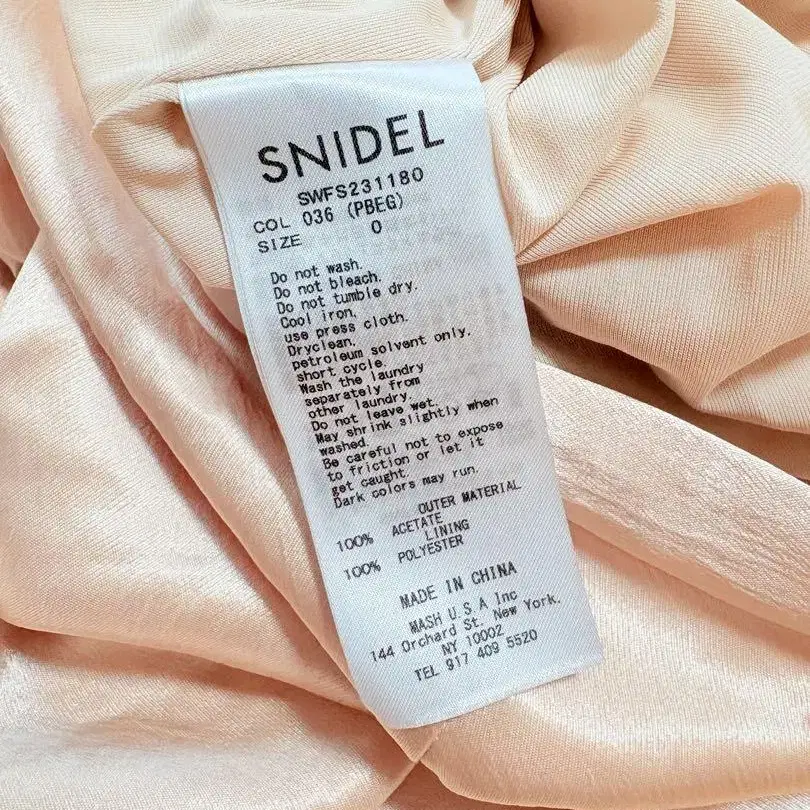 SNIDEL
SWFS231180
COL 036 (PBEG)
SIZE 0
Do not wash.
Do not bleach.
Do not tumble dry.
Cool iron,
use press cloth.
Dryclean,
petroleum solvent only.
short cycle.
Wash the laundry
separately from
other laundry.
Do not leave wet.
May shrink slightly when
washed.
Be careful not to expose
to friction or let it
get caught.
Dark colors may run.
OUTER MATERIAL
100% ACETATE
LINING
100% POLYESTER
MADE IN CHINA
MASH U.S.A Inc
144 Orchard St. New York.
NY 10002
TEL 917 409 5520